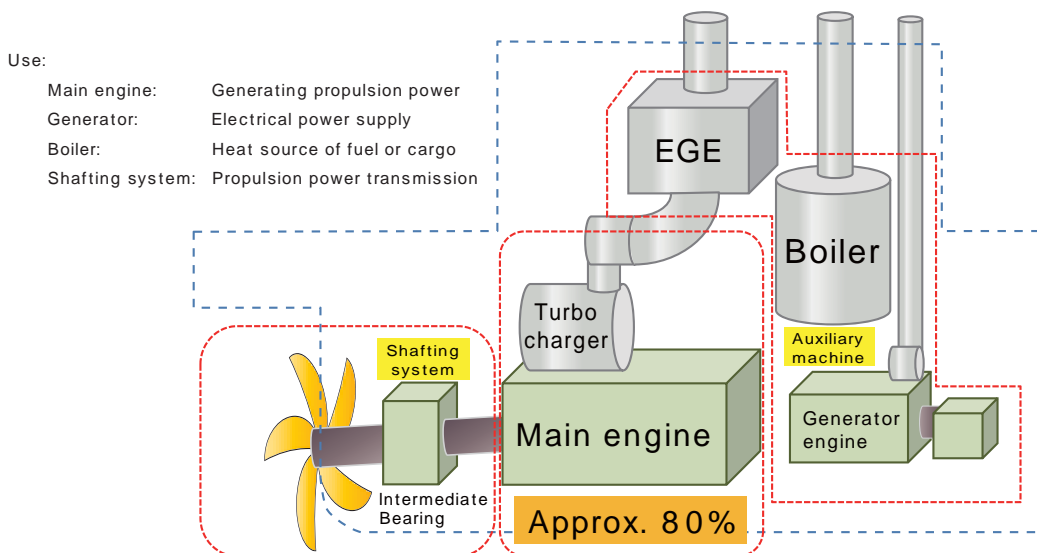 Use:
Main engine: Generating propulsion power
Generator: Electrical power supply
Boiler: Heat source of fuel or cargo
Shafting system: Propulsion power transmission
EGE
Boiler
Turbo
charger
Auxiliary
machine
Shafting
system
Main engine
Generator
engine
Intermediate
Bearing
Approx. 80%